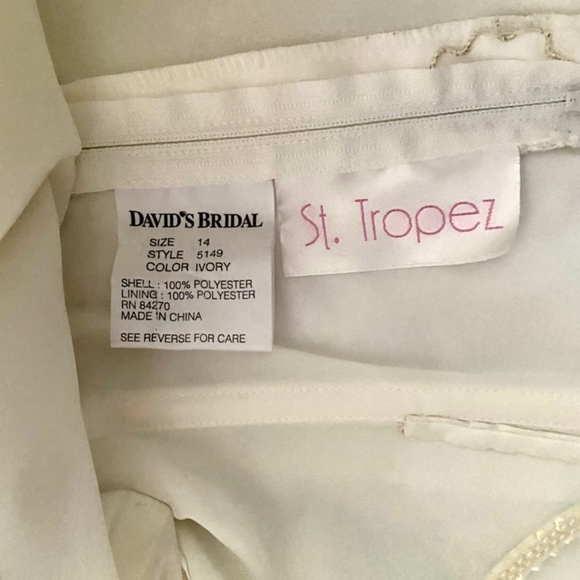 DAVID'S BRIDAL
SIZE 14
STYLE 5149
COLOR IVORY
SHELL : 100% POLYESTER
LINING : 100% POLYESTER
RN 84270
MADE IN CHINA
SEE REVERSE FOR CARE
St. Tropez